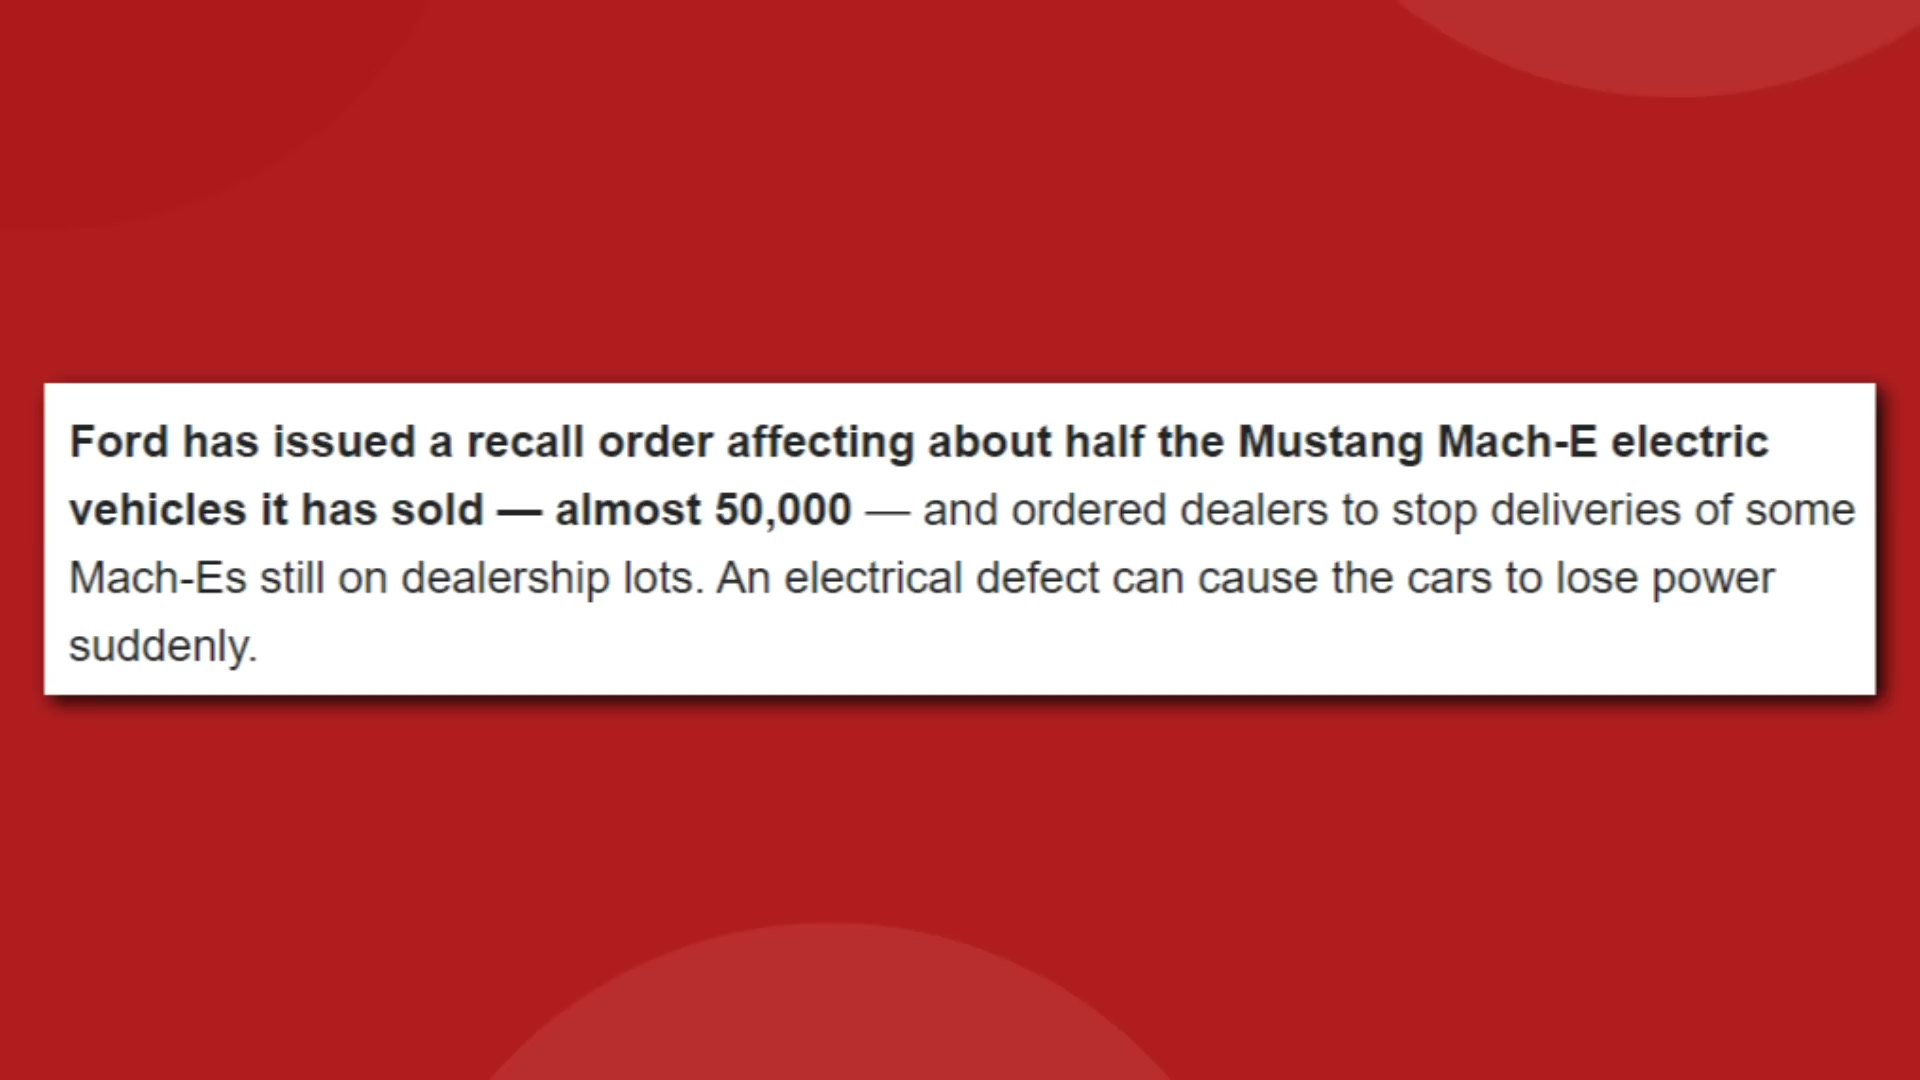 Ford has issued a recall order affecting about half the Mustang Mach-E electric
vehicles it has sold — almost 50,000 — and ordered dealers to stop deliveries of some
Mach-Es still on dealership lots. An electrical defect can cause the cars to lose power
suddenly.